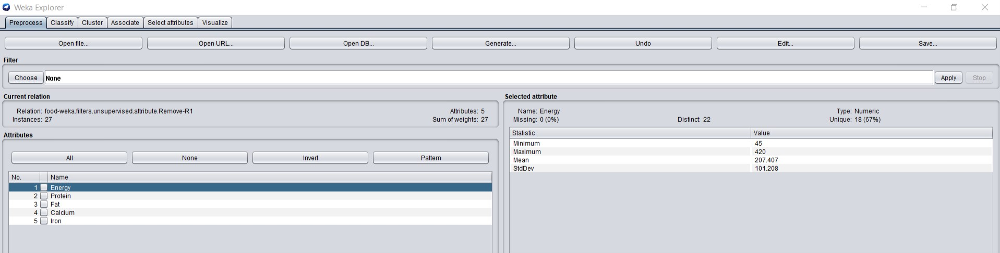 Weka Explorer
Preprocess Classify Cluster Associate Select attributes Visualize
Open file... Open URL... Open DB... Generate... Undo Edit... Save...
Filter
Choose None Apply Stop
Current relation
Relation: food-weka.filters.unsupervised.attribute.Remove-R1 Attributes: 5
Instances: 27 Sum of weights: 27
Attributes
All None Invert Pattern
No. Name
1 Energy
2 Protein
3 Fat
4 Calcium
5 Iron
Selected attribute
Name: Energy Type: Numeric
Missing: 0 (0%) Distinct: 22 Unique: 18 (67%)
Statistic Value
Minimum 45
Maximum 420
Mean 207.407
StdDev 101.208